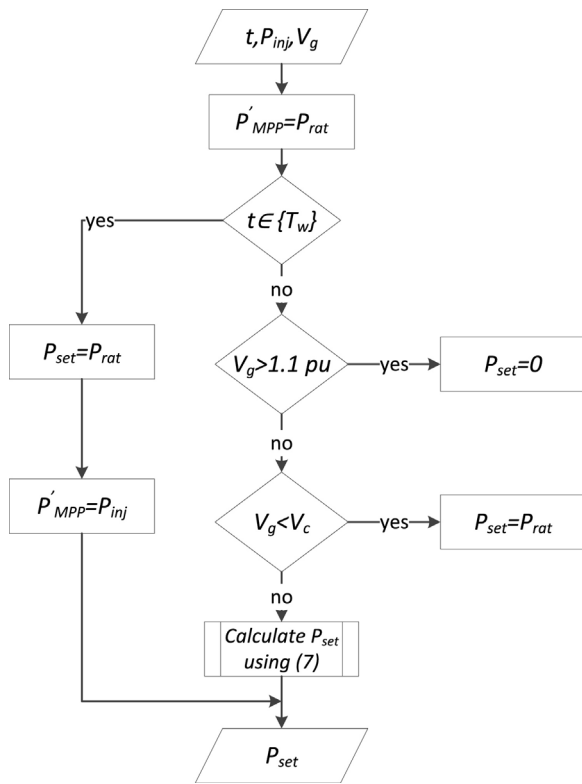 t,P_inj,V_g
P'_MPP=P_rat
t∈{T_w}
yes
no
P_set=P_rat
V_g>1.1 pu
yes
P_set=0
no
P'_MPP=P_inj
V_g<V_c
yes
P_set=P_rat
no
Calculate P_set
using (7)
P_set